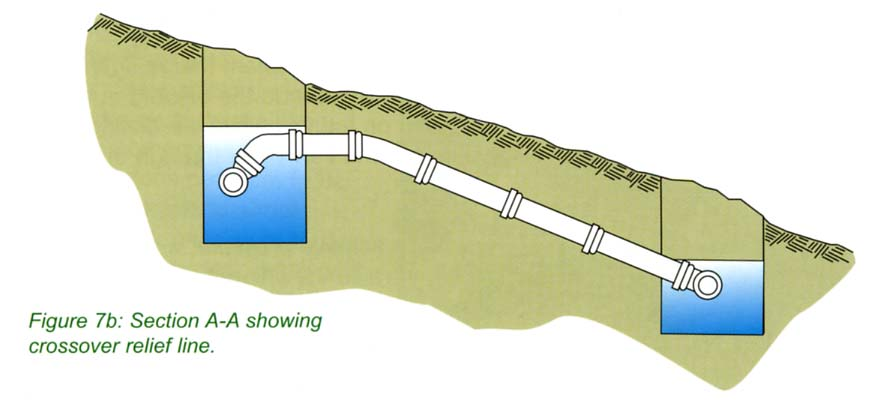 Figure 7b: Section A-A showing
crossover relief line.